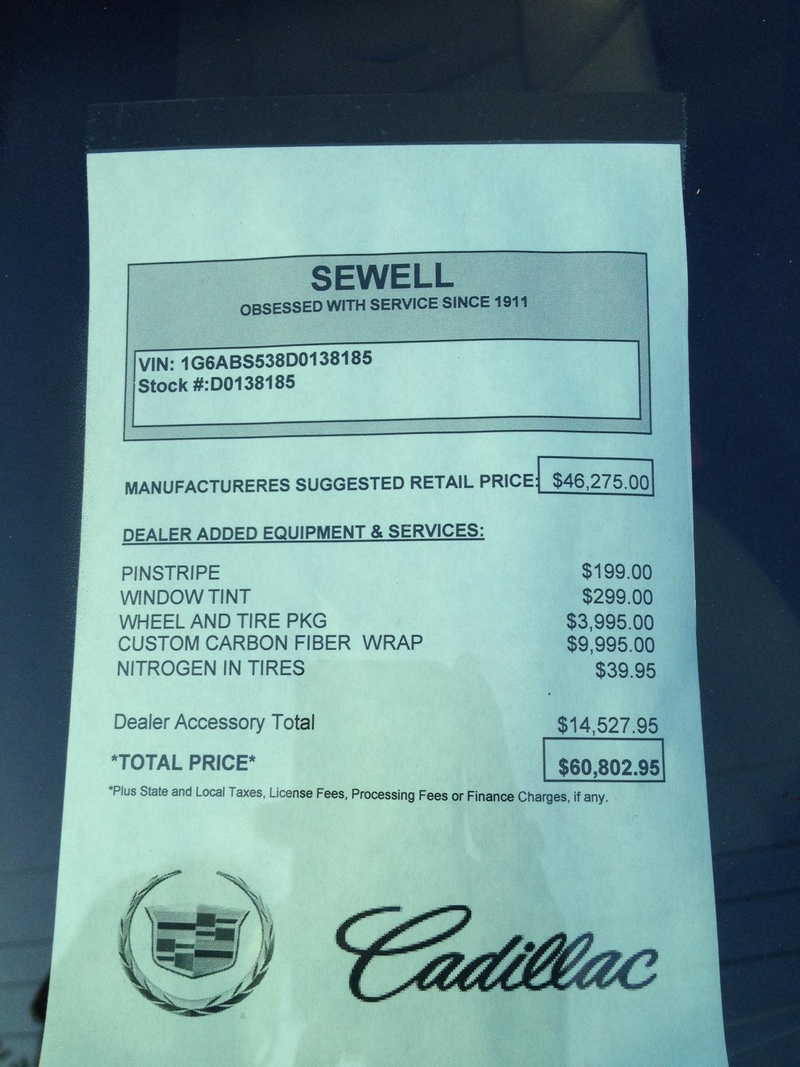 SEWELL
OBSESSED WITH SERVICE SINCE 1911
VIN: 1G6ABS538D0138185
Stock #:D0138185
MANUFACTURERES SUGGESTED RETAIL PRICE: $46,275.00
DEALER ADDED EQUIPMENT & SERVICES:
PINSTRIPE $199.00
WINDOW TINT $299.00
WHEEL AND TIRE PKG $3,995.00
CUSTOM CARBON FIBER WRAP $9,995.00
NITROGEN IN TIRES $39.95
Dealer Accessory Total $14,527.95
*TOTAL PRICE* $60,802.95
*Plus State and Local Taxes, License Fees, Processing Fees or Finance Charges, if any.
Cadillac